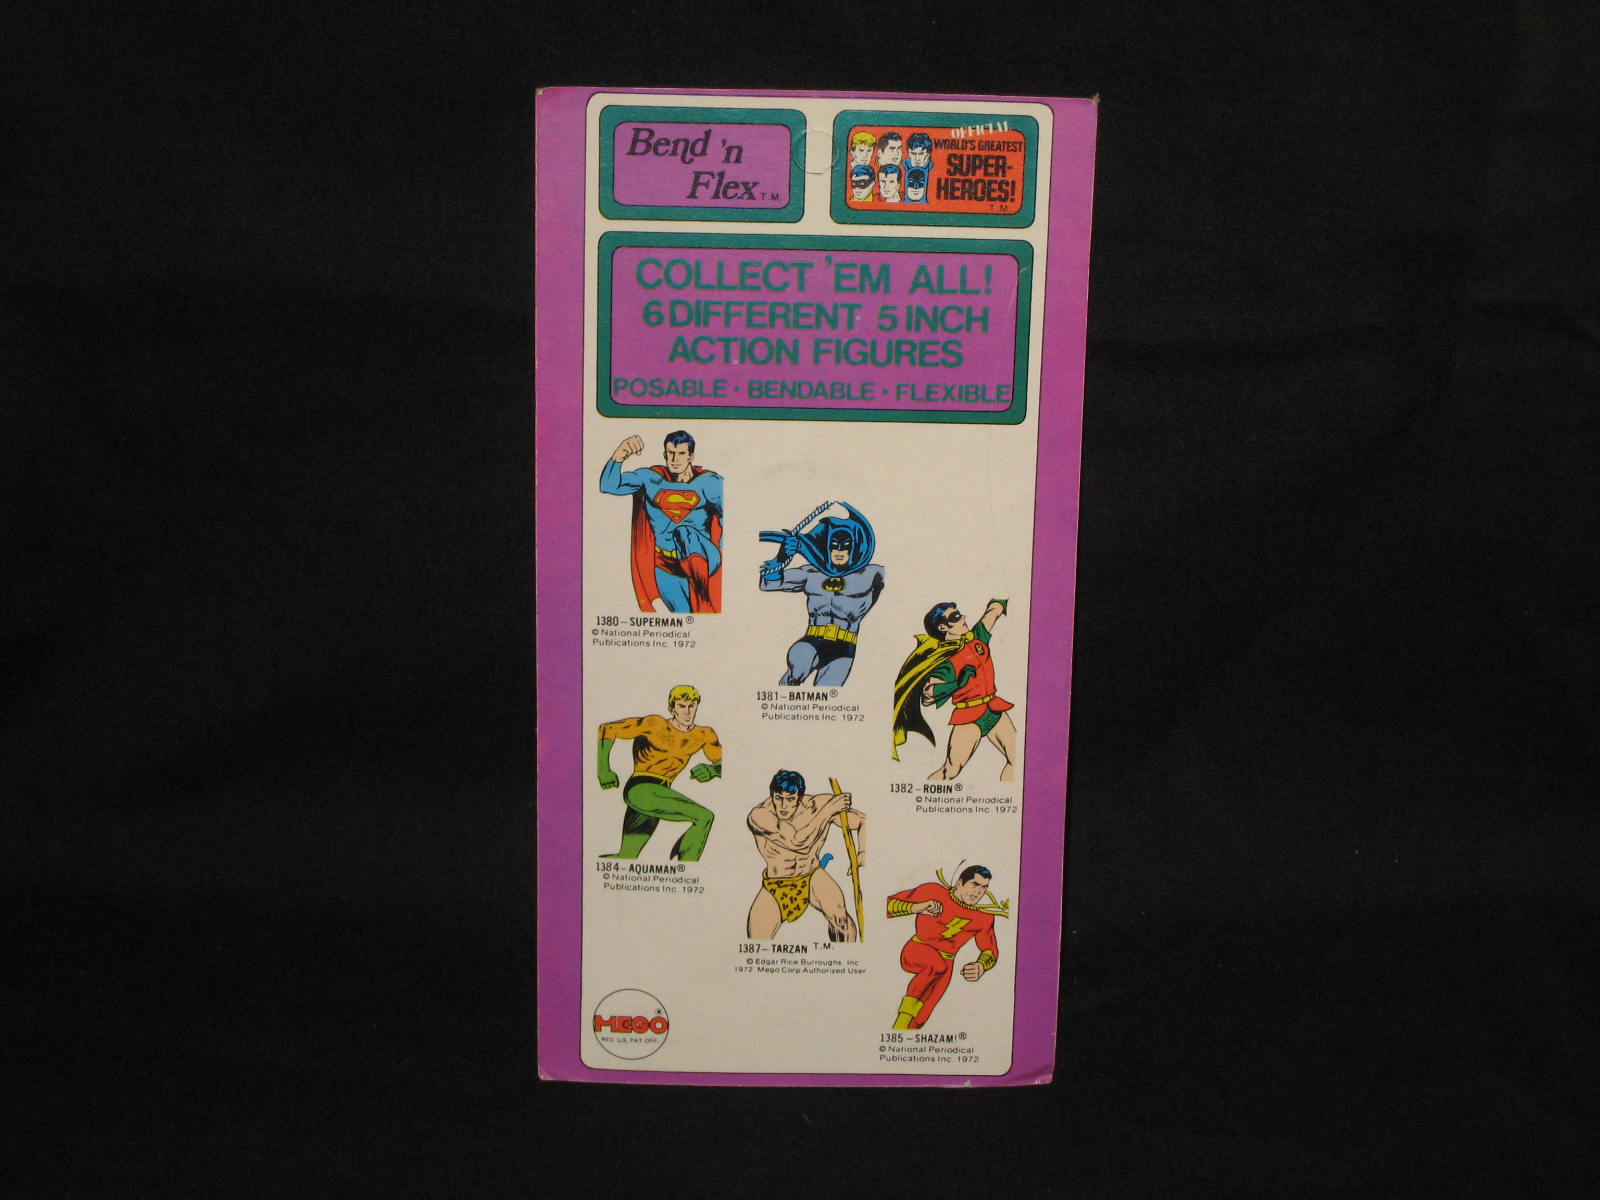 Bend 'n
Flex T.M.
OFFICIAL
WORLD'S GREATEST
SUPER-
HEROES!
T.M.
COLLECT 'EM ALL!
6 DIFFERENT 5 INCH
ACTION FIGURES
POSABLE • BENDABLE • FLEXIBLE
1380-SUPERMAN ®
© National Periodical
Publications Inc. 1972
1381-BATMAN ®
© National Periodical
Publications Inc. 1972
R
1382-ROBIN ®
© National Periodical
Publications Inc. 1972
1384-AQUAMAN ®
© National Periodical
Publications Inc. 1972
1387-TARZAN T.M.
© Edgar Rice Burroughs, Inc.
1972 Mego Corp. Authorized User
1385-SHAZAM! ®
© National Periodical
Publications Inc. 1972
MEGO ®
REG. U.S. PAT. OFF.